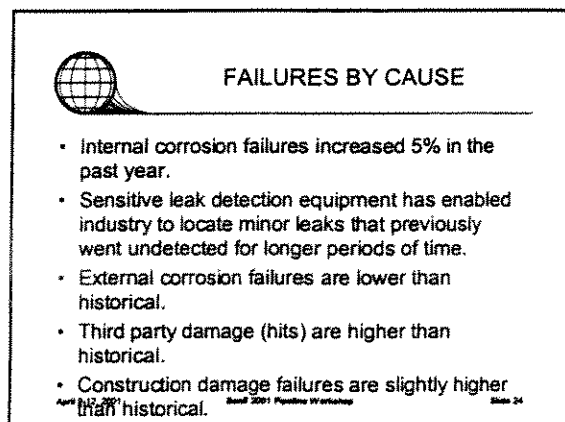 FAILURES BY CAUSE
• Internal corrosion failures increased 5% in the
past year.
• Sensitive leak detection equipment has enabled
industry to locate minor leaks that previously
went undetected for longer periods of time.
• External corrosion failures are lower than
historical.
• Third party damage (hits) are higher than
historical.
• Construction damage failures are slightly higher
than historical.
2001 Pipeline Workshop
Slide 24